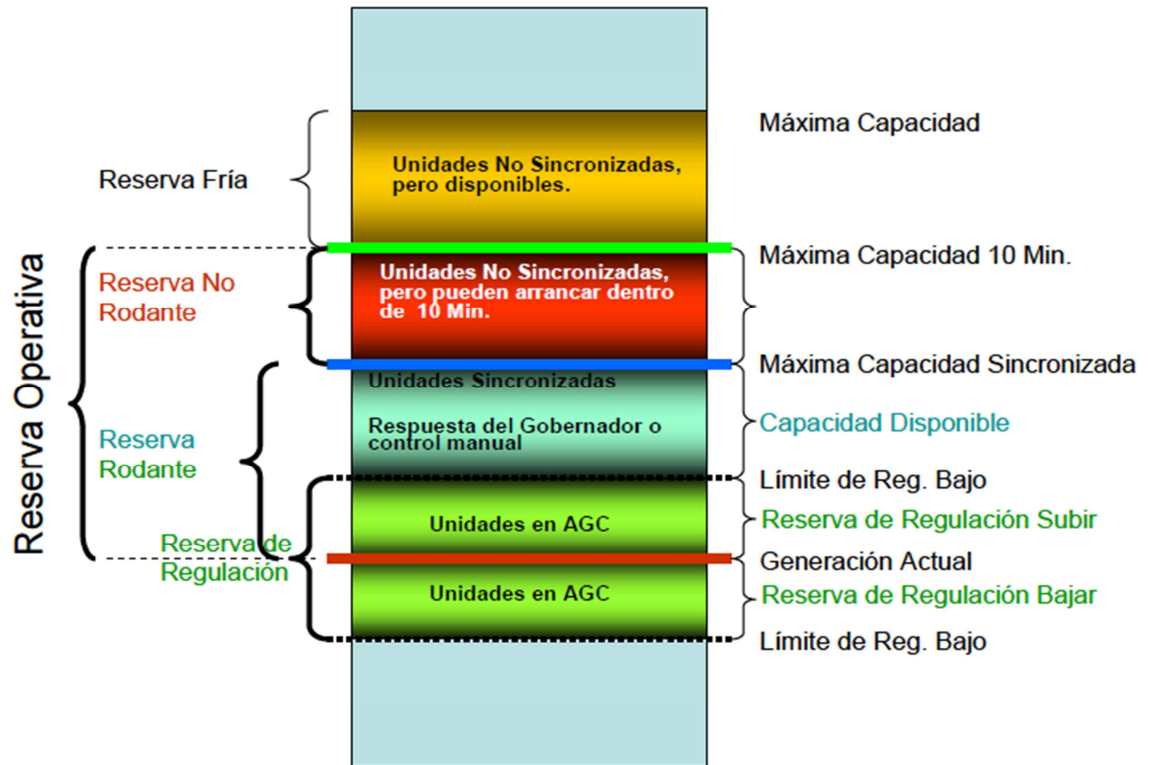 Máxima Capacidad
Unidades No Sincronizadas,
pero disponibles.
Reserva Fría
Máxima Capacidad 10 Min.
Reserva Operativa
Reserva No
Rodante
Unidades No Sincronizadas,
pero pueden arrancar dentro
de 10 Min.
Máxima Capacidad Sincronizada
Unidades Sincronizadas
Respuesta del Gobernador o
control manual
Capacidad Disponible
Reserva
Rodante
Límite de Reg. Bajo
Unidades en AGC
Reserva de Regulación Subir
Reserva de
Regulación
Generación Actual
Unidades en AGC
Reserva de Regulación Bajar
Límite de Reg. Bajo